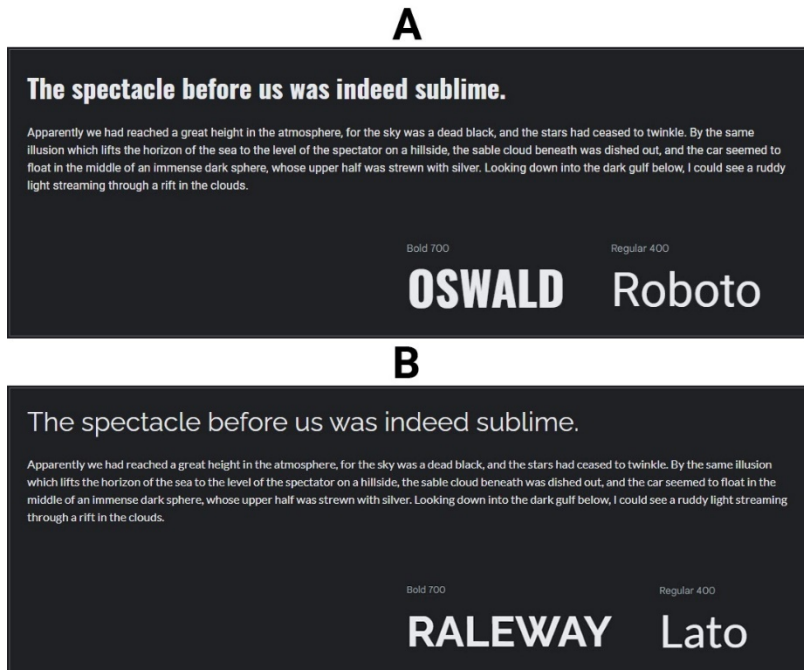 A
The spectacle before us was indeed sublime.
Apparently we had reached a great height in the atmosphere, for the sky was a dead black, and the stars had ceased to twinkle. By the same
illusion which lifts the horizon of the sea to the level of the spectator on a hillside, the sable cloud beneath was dished out, and the car seemed to
float in the middle of an immense dark sphere, whose upper half was strewn with silver. Looking down into the dark gulf below, I could see a ruddy
light streaming through a rift in the clouds.
Bold 700 Regular 400
OSWALD Roboto
B
The spectacle before us was indeed sublime.
Apparently we had reached a great height in the atmosphere, for the sky was a dead black, and the stars had ceased to twinkle. By the same illusion
which lifts the horizon of the sea to the level of the spectator on a hillside, the sable cloud beneath was dished out, and the car seemed to float in the
middle of an immense dark sphere, whose upper half was strewn with silver. Looking down into the dark gulf below, I could see a ruddy light streaming
through a rift in the clouds.
Bold 700 Regular 400
RALEWAY Lato